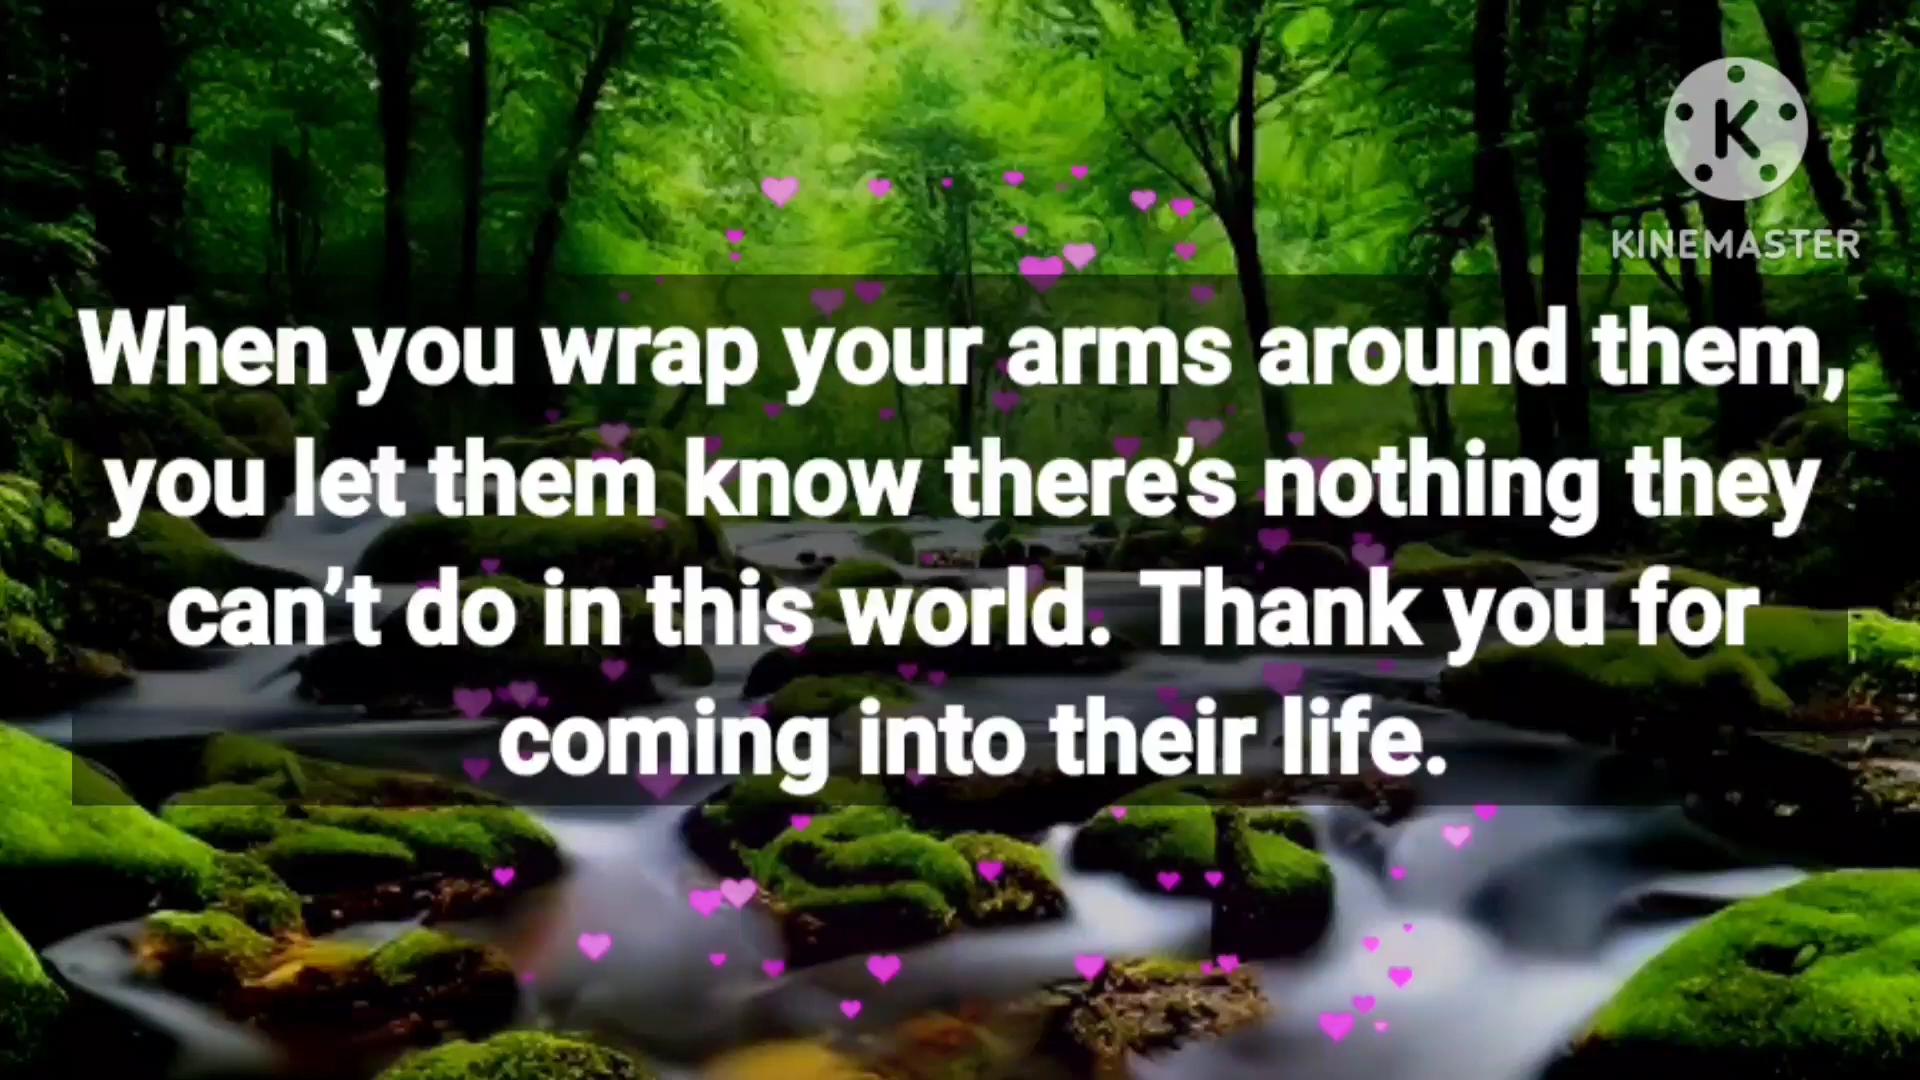 K
KINEMASTER
When you wrap your arms around them,
you let them know there’s nothing they
can’t do in this world. Thank you for
coming into their life.